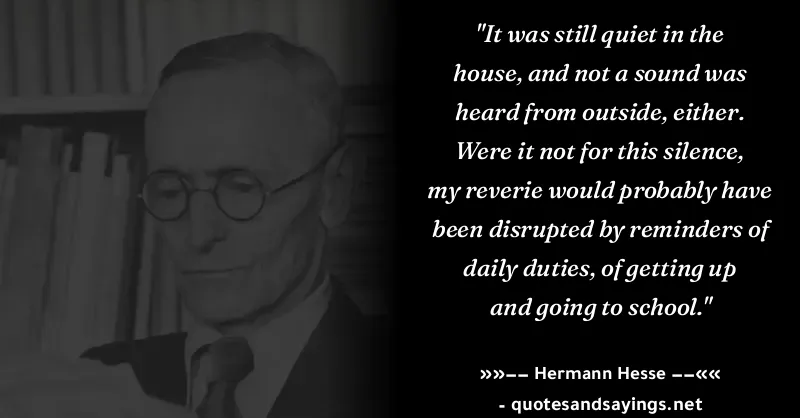 "It was still quiet in the
house, and not a sound was
heard from outside, either.
Were it not for this silence,
my reverie would probably have
been disrupted by reminders of
daily duties, of getting up
and going to school."
»»–– Hermann Hesse ––««
- quotesandsayings.net